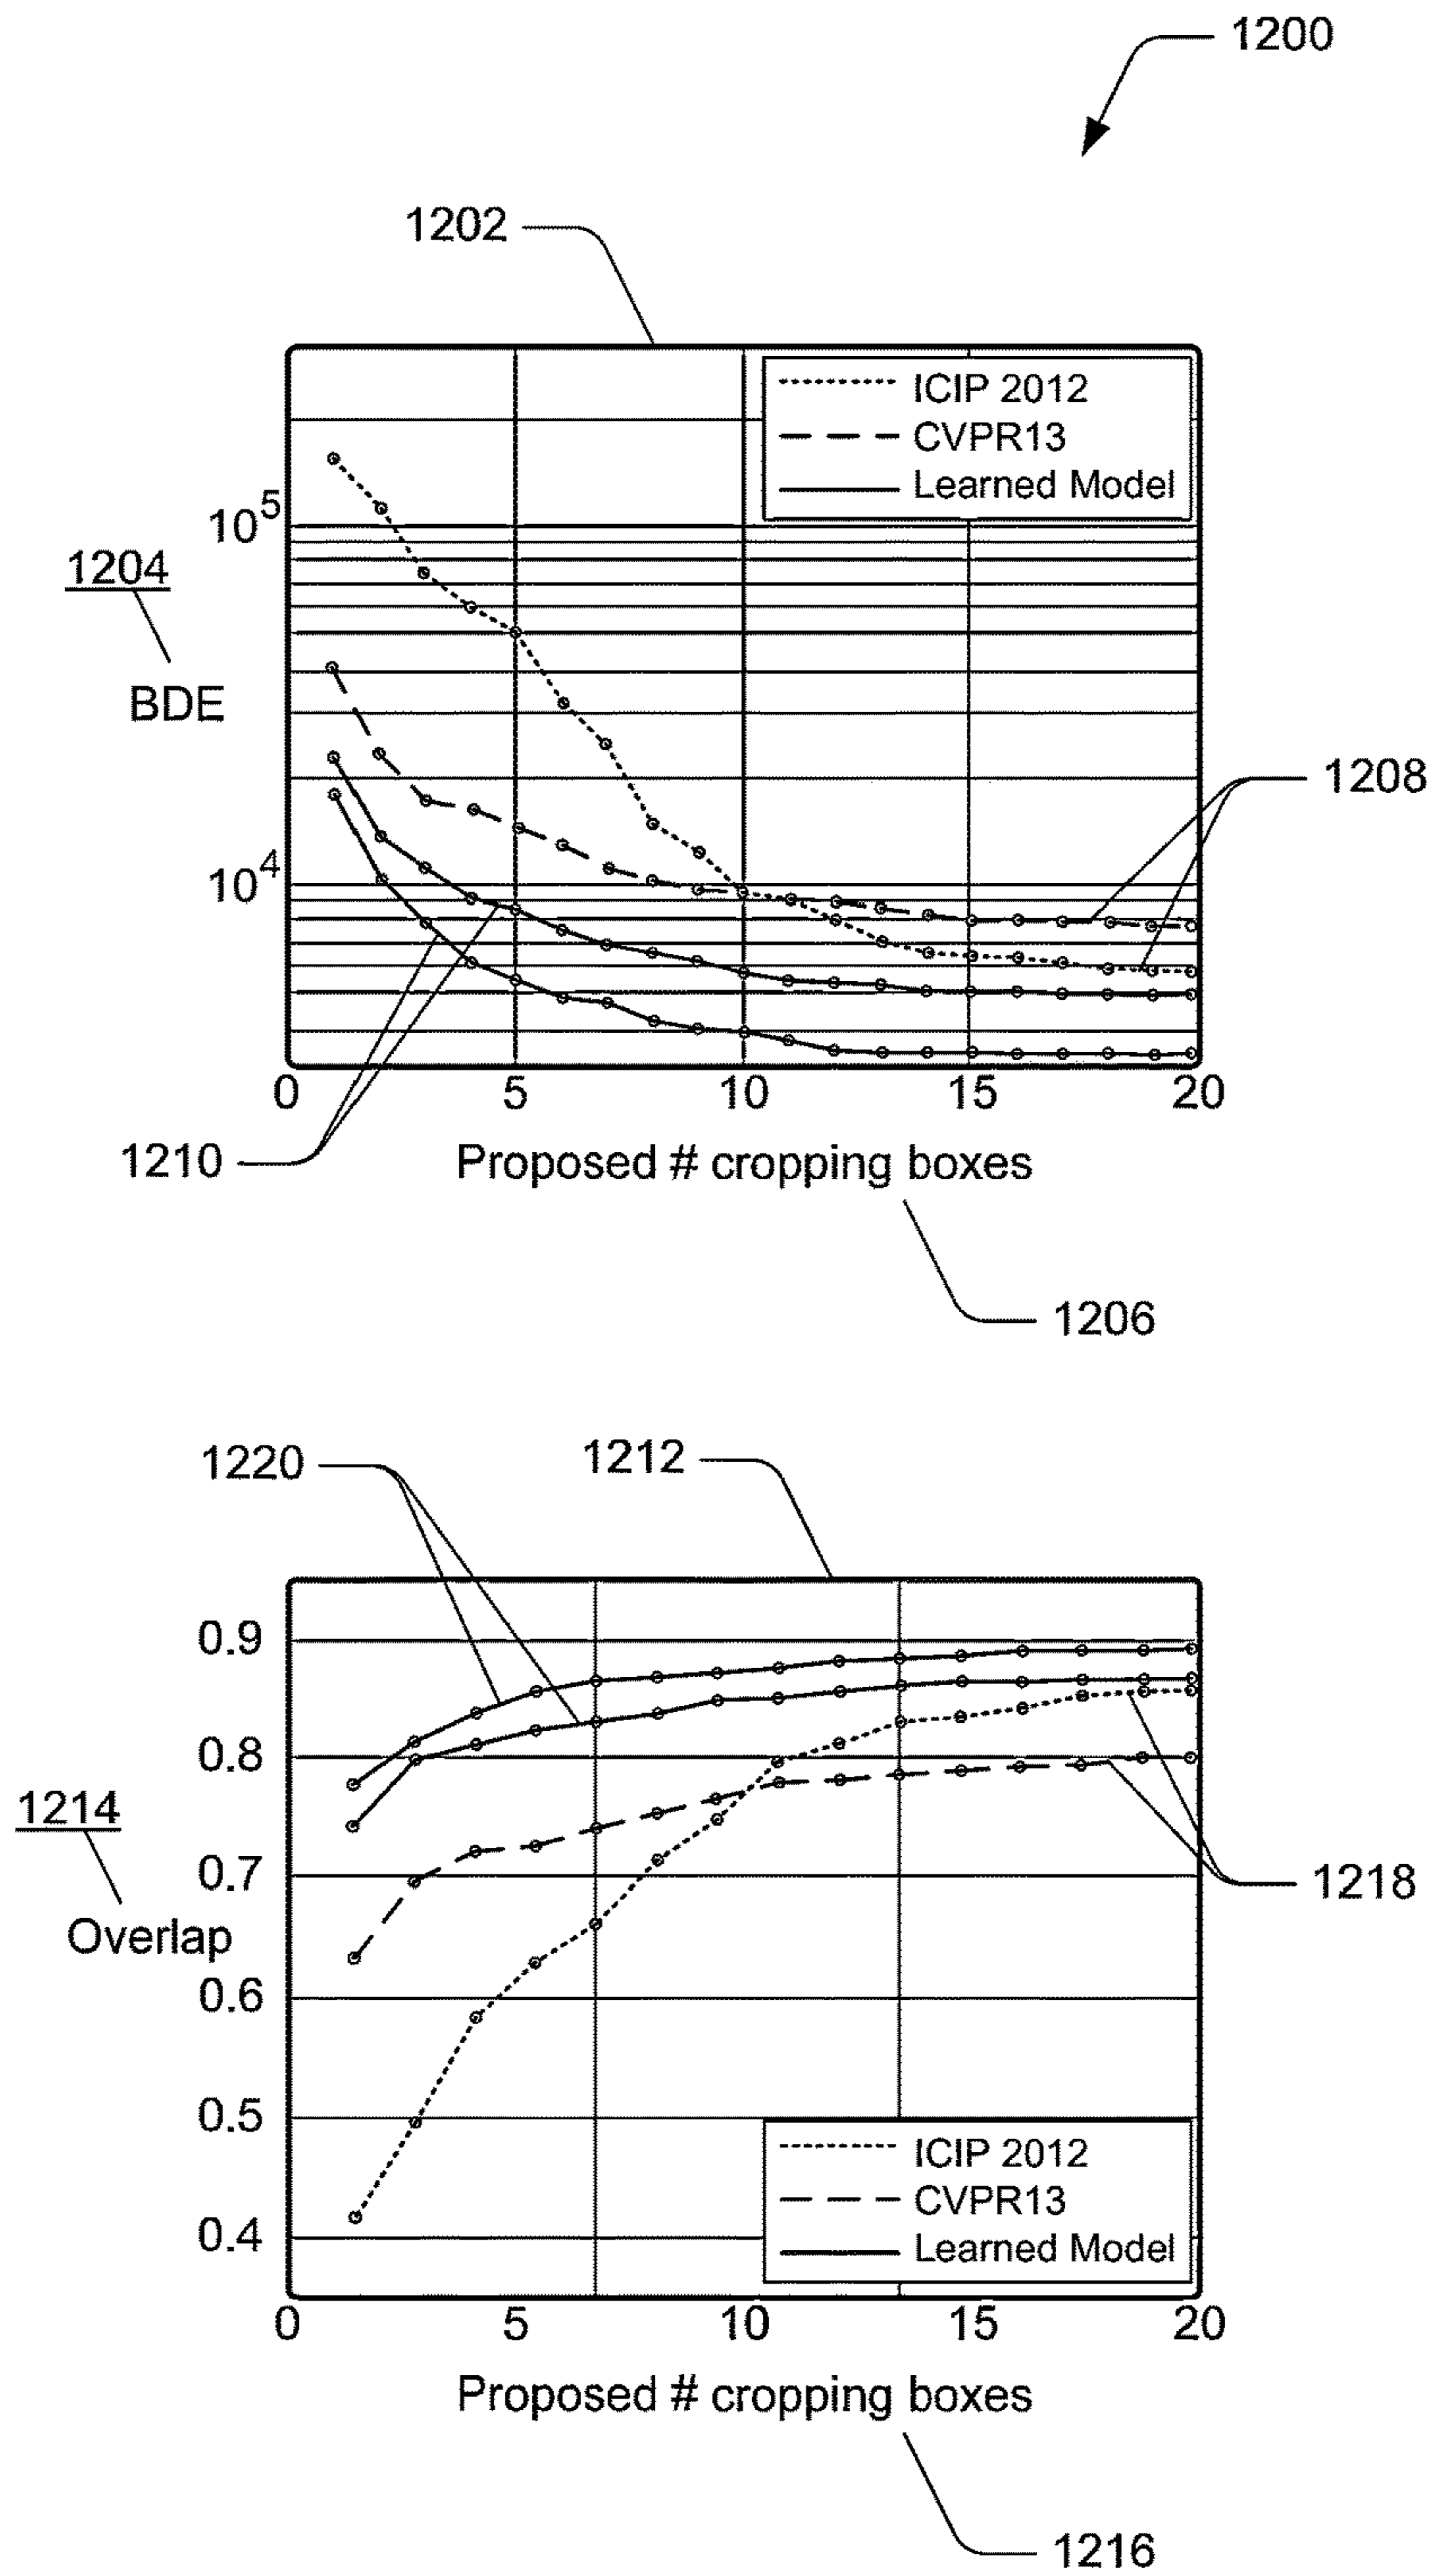 1200
1202
ICIP 2012
CVPR13
Learned Model
10^5
1204
BDE
1208
10^4
0 5 10 15 20
1210
Proposed # cropping boxes
1206
1220
1212
0.9
0.8
1214
0.7
1218
Overlap
0.6
0.5
ICIP 2012
CVPR13
Learned Model
0.4
0 5 10 15 20
Proposed # cropping boxes
1216